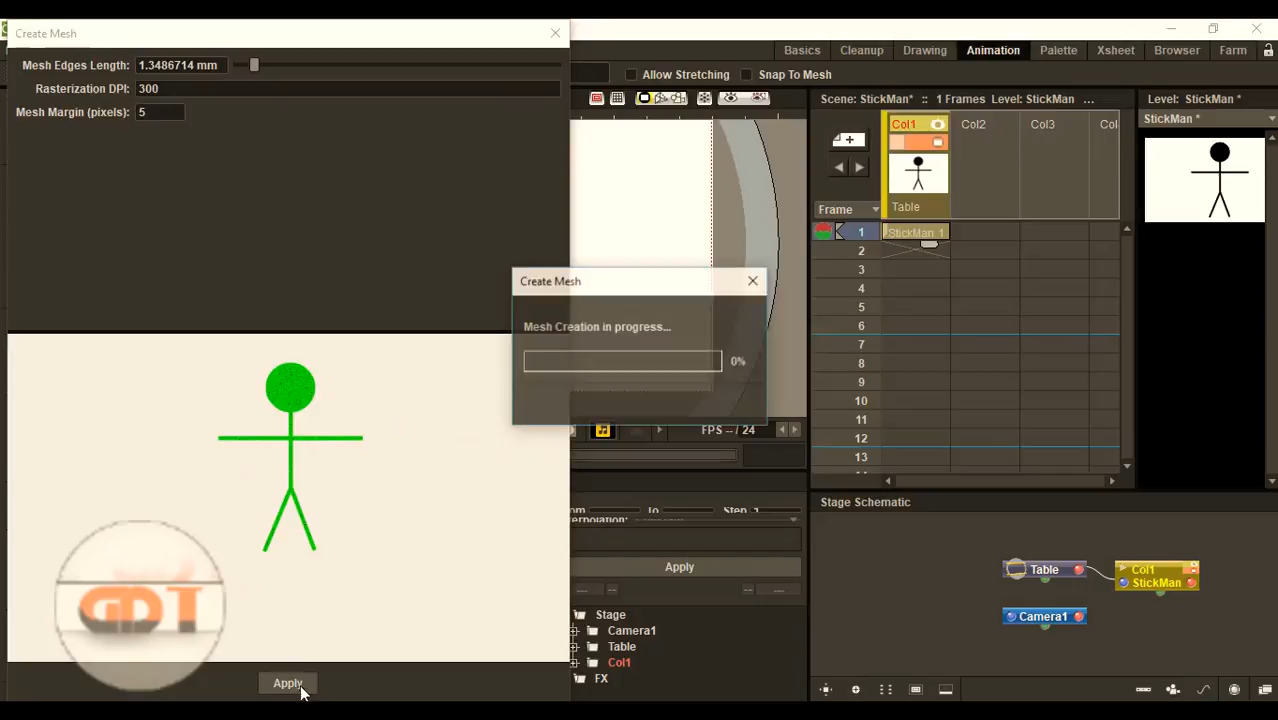 Create Mesh
Mesh Edges Length: 1.3486714 mm
Rasterization DPI: 300
Mesh Margin (pixels): 5
Basics Cleanup Drawing Animation Palette Xsheet Browser Farm
Allow Stretching Snap To Mesh
Scene: StickMan* :: 1 Frames Level: StickMan ...
Level: StickMan *
StickMan *
Col1 Col2 Col3 Col
Table
Frame
1 StickMan 1
2
3
4
5
6
7
8
9
10
11
12
13
Create Mesh
Mesh Creation in progress...
0%
FPS -- / 24
To Step 1
Apply
Stage
Camera1
Table
Col1
FX
Stage Schematic
Table Col1
StickMan
Camera1
GDT
Apply